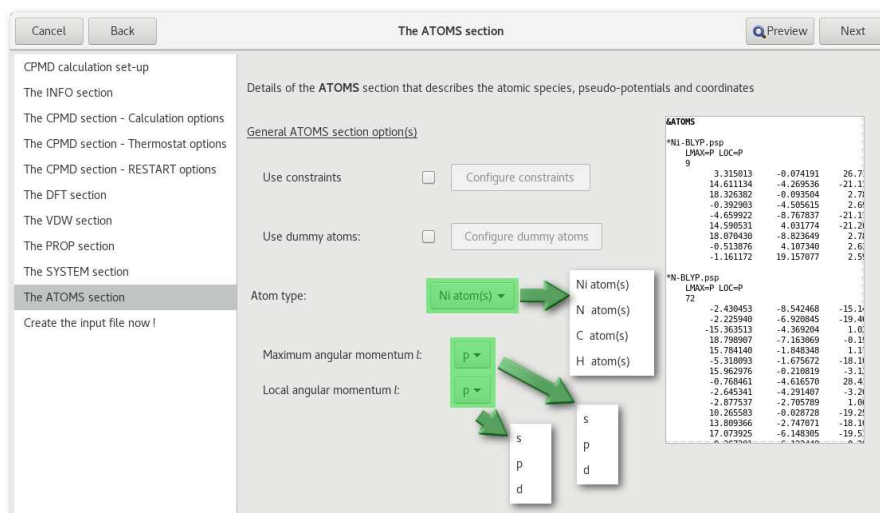 Cancel
Back
The ATOMS section
Preview
Next
CPMD calculation set-up
The INFO section
The CPMD section - Calculation options
The CPMD section - Thermostat options
The CPMD section - RESTART options
The DFT section
The VDW section
The PROP section
The SYSTEM section
The ATOMS section
Create the input file now !
Details of the ATOMS section that describes the atomic species, pseudo-potentials and coordinates
General ATOMS section option(s)
Use constraints
Configure constraints
Use dummy atoms:
Configure dummy atoms
Atom type:
Ni atom(s)
Ni atom(s)
N atom(s)
C atom(s)
H atom(s)
Maximum angular momentum l:
p
Local angular momentum l:
p
s
p
d
s
p
d
&ATOMS
*Ni-BLYP.psp
LMAX=P LOC=P
9
3.315013 -0.074191
14.611134 -4.269536
18.326382 -0.093504
-0.392903 -4.505615
-4.659922 -8.767837
14.590531 4.031774
18.070430 -8.823649
-0.513876 4.107340
-1.161172 19.157077
*N-BLYP.psp
LMAX=P LOC=P
72
-2.430453 -8.542468
-2.225940 -6.920845
-15.363513 -4.369204
18.798907 -7.163069
15.784140 -1.848348
-5.318093 -1.675672
15.962976 -0.210819
-0.768461 -4.616570
-2.645341 -4.291407
-2.877537 -2.705789
10.265583 -0.028728
13.809366 -2.747071
17.073925 -6.148305